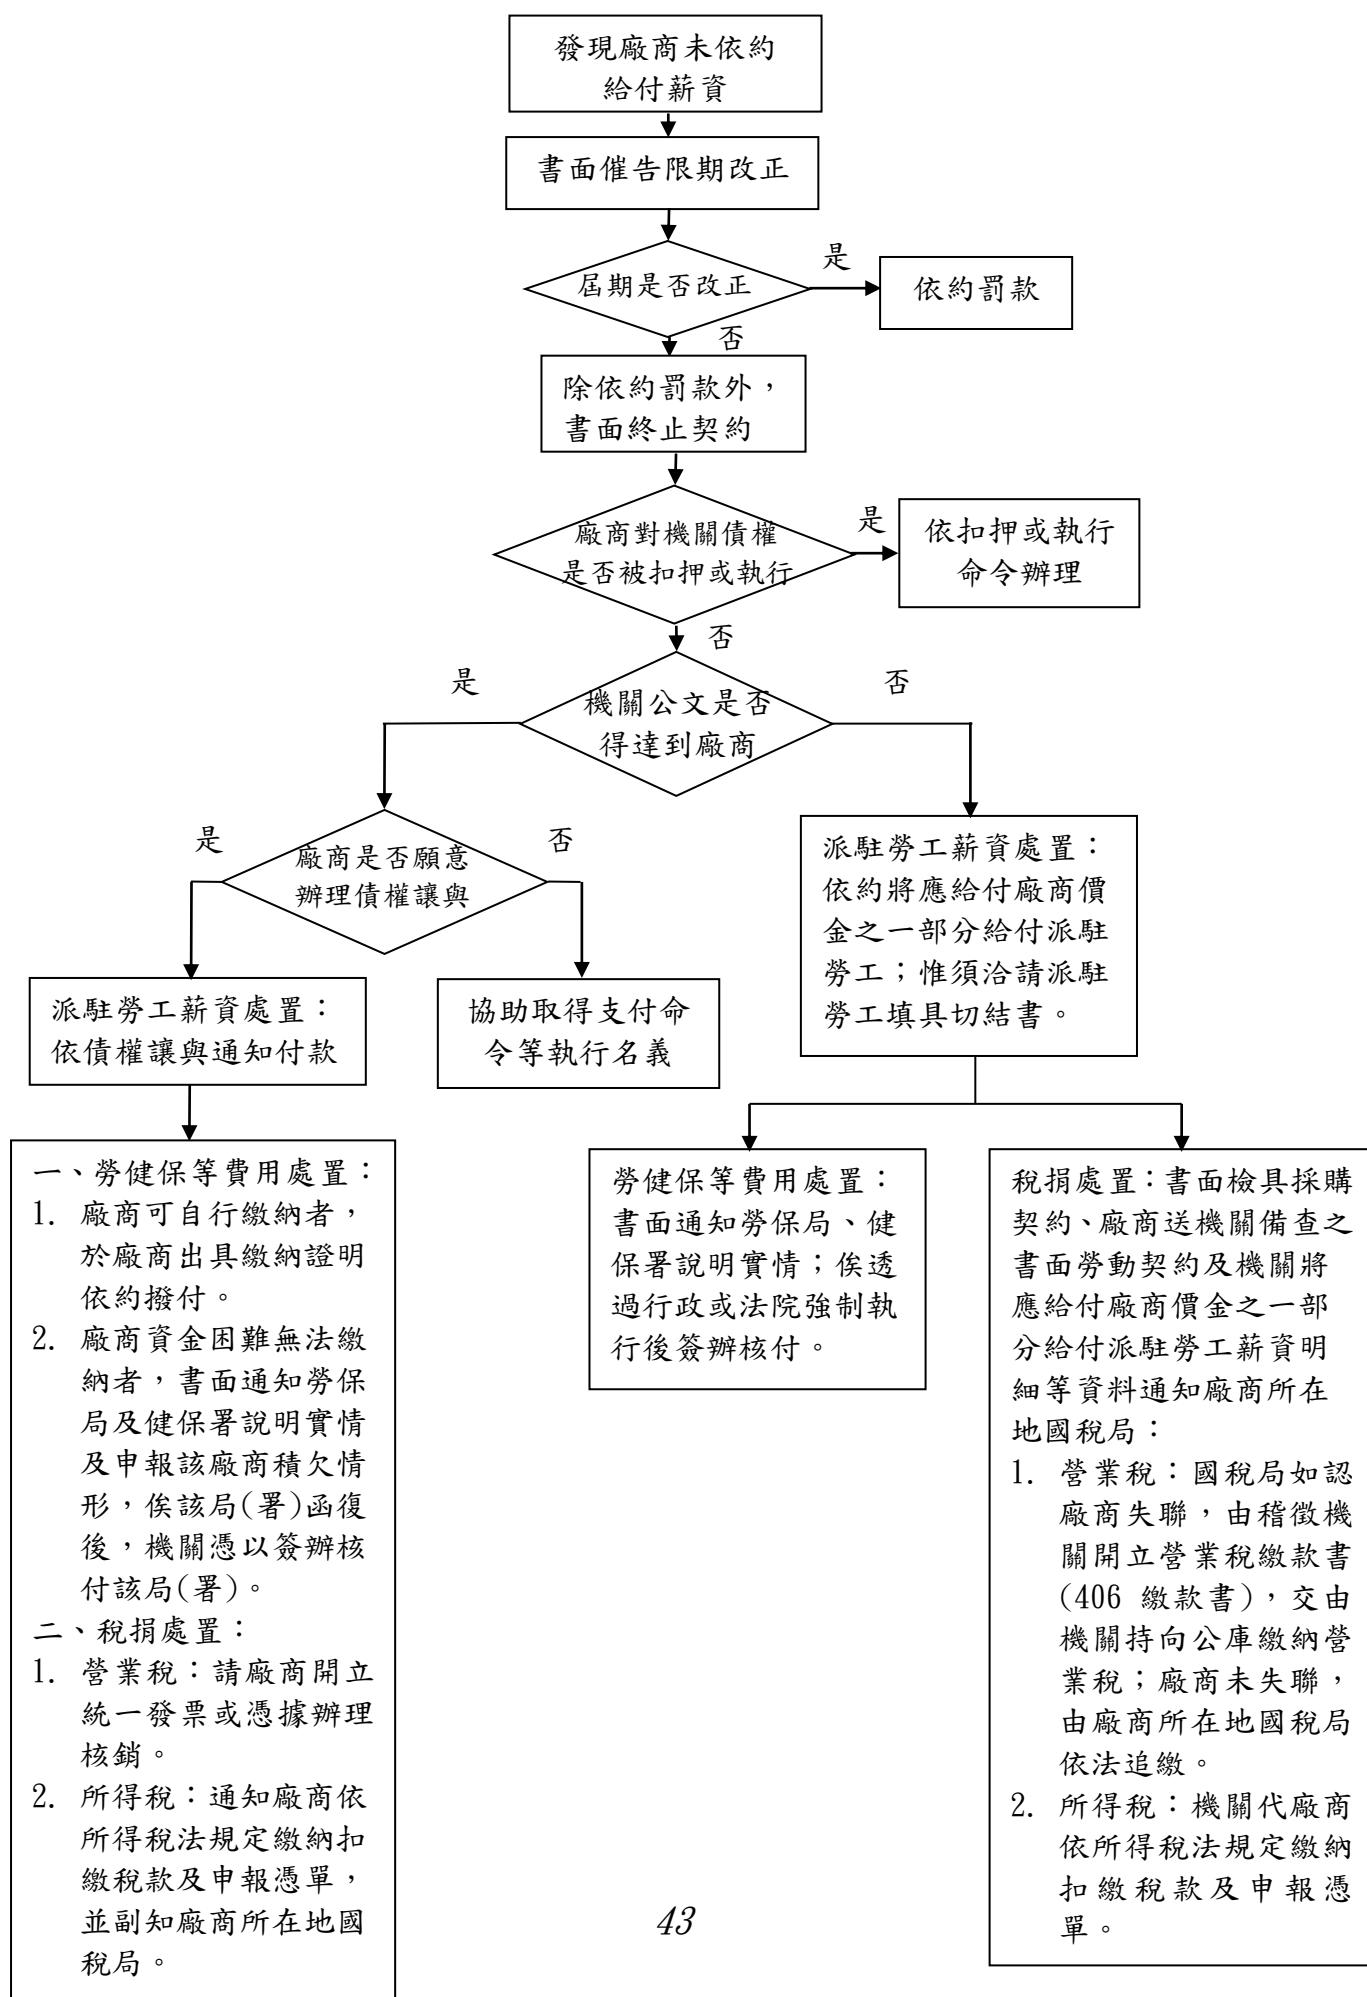 發現廠商未依約
給付薪資
書面催告限期改正
屆期是否改正
是
依約罰款
否
除依約罰款外，
書面終止契約
廠商對機關債權
是否被扣押或執行
是
依扣押或執行
命令辦理
否
機關公文是否
得達到廠商
是
否
廠商是否願意
辦理債權讓與
是
否
派駐勞工薪資處置：
依債權讓與通知付款
協助取得支付命
令等執行名義
派駐勞工薪資處置：
依約將應給付廠商價
金之一部分給付派駐
勞工；惟須洽請派駐
勞工填具切結書。
一、勞健保等費用處置：
1. 廠商可自行繳納者，
於廠商出具繳納證明
依約撥付。
2. 廠商資金困難無法繳
納者，書面通知勞保
局及健保署說明實情
及申報該廠商積欠情
形，俟該局(署)函復
後，機關憑以簽辦核
付該局(署)。
二、稅捐處置：
1. 營業稅：請廠商開立
統一發票或憑據辦理
核銷。
2. 所得稅：通知廠商依
所得稅法規定繳納扣
繳稅款及申報憑單，
並副知廠商所在地國
稅局。
勞健保等費用處置：
書面通知勞保局、健
保署說明實情；俟透
過行政或法院強制執
行後簽辦核付。
稅捐處置：書面檢具採購
契約、廠商送機關備查之
書面勞動契約及機關將
應給付廠商價金之一部
分給付派駐勞工薪資明
細等資料通知廠商所在
地國稅局：
1. 營業稅：國稅局如認
廠商失聯，由稽徵機
關開立營業稅繳款書
(406 繳款書)，交由
機關持向公庫繳納營
業稅；廠商未失聯，
由廠商所在地國稅局
依法追繳。
2. 所得稅：機關代廠商
依所得稅法規定繳納
扣繳稅款及申報憑
單。
43